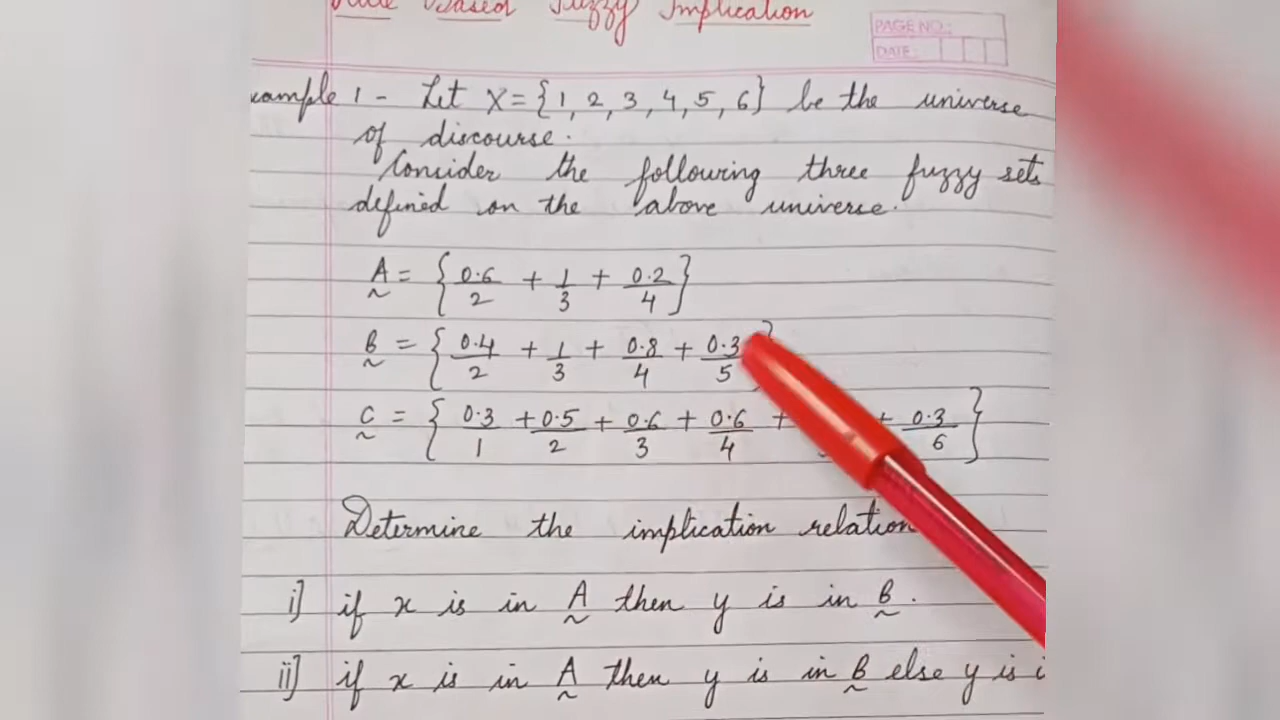 Rule Based Fuzzy Implication
PAGE NO.:
DATE:
xample 1 - Let X = {1, 2, 3, 4, 5, 6} be the universe
of discourse.
Consider the following three fuzzy sets
defined on the above universe.
A = {0.6/2 + 1/3 + 0.2/4}
B = {0.4/2 + 1/3 + 0.8/4 + 0.3/5}
C = {0.3/1 + 0.5/2 + 0.6/3 + 0.6/4 + + 0.3/6}
Determine the implication relation
i] if x is in A then y is in B.
ii] if x is in A then y is in B else y is i